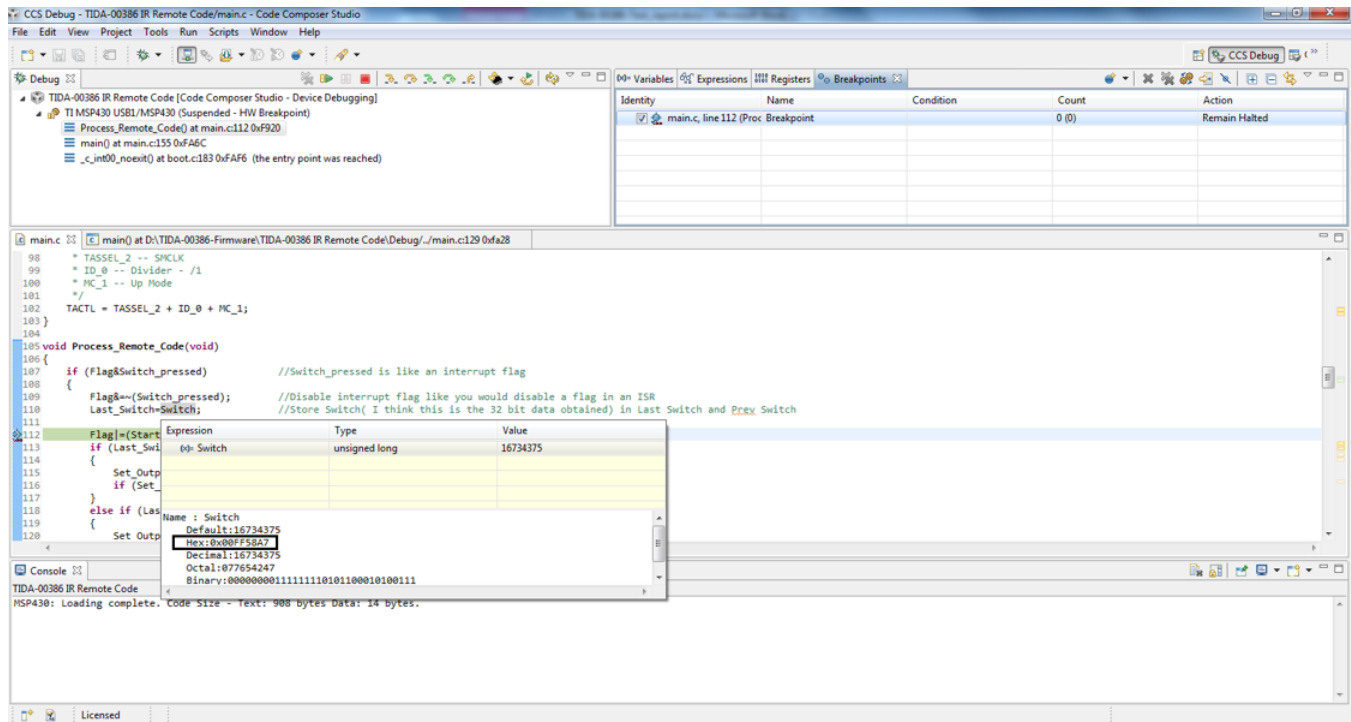 CCS Debug - TIDA-00386 IR Remote Code/main.c - Code Composer Studio
File Edit View Project Tools Run Scripts Window Help
CCS Debug
Debug
TIDA-00386 IR Remote Code [Code Composer Studio - Device Debugging]
TI MSP430 USB1/MSP430 (Suspended - HW Breakpoint)
Process_Remote_Code() at main.c:112 0xF920
main() at main.c:155 0xFA6C
_c_int00_noexit() at boot.c:183 0xFAF6 (the entry point was reached)
(x)= Variables Expressions Registers Breakpoints
Identity Name Condition Count Action
main.c, line 112 (Proc Breakpoint 0 (0) Remain Halted
main.c main() at D:\TIDA-00386-Firmware\TIDA-00386 IR Remote Code\Debug/../main.c:129 0xfa28
98 * TASSEL_2 -- SMCLK
99 * ID_0 -- Divider - /1
100 * MC_1 -- Up Mode
101 */
102 TACTL = TASSEL_2 + ID_0 + MC_1;
103 }
104
105 void Process_Remote_Code(void)
106 {
107 if (Flag&Switch_pressed) //Switch_pressed is like an interrupt flag
108 {
109 Flag&=~(Switch_pressed); //Disable interrupt flag like you would disable a flag in an ISR
110 Last_Switch=Switch; //Store Switch( I think this is the 32 bit data obtained) in Last Switch and Prev Switch
111
112 Flag|=(Start
113 if (Last_Swi
114 {
115 Set_Outp
116 if (Set_
117 }
118 else if (Las
119 {
120 Set Outp
Expression Type Value
(x)= Switch unsigned long 16734375
Name : Switch
Default:16734375
Hex:0x00FF58A7
Decimal:16734375
Octal:077654247
Binary:00000000111111110101100010100111
Console
TIDA-00386 IR Remote Code
MSP430: Loading complete. Code Size - Text: 908 bytes Data: 14 bytes.
Licensed